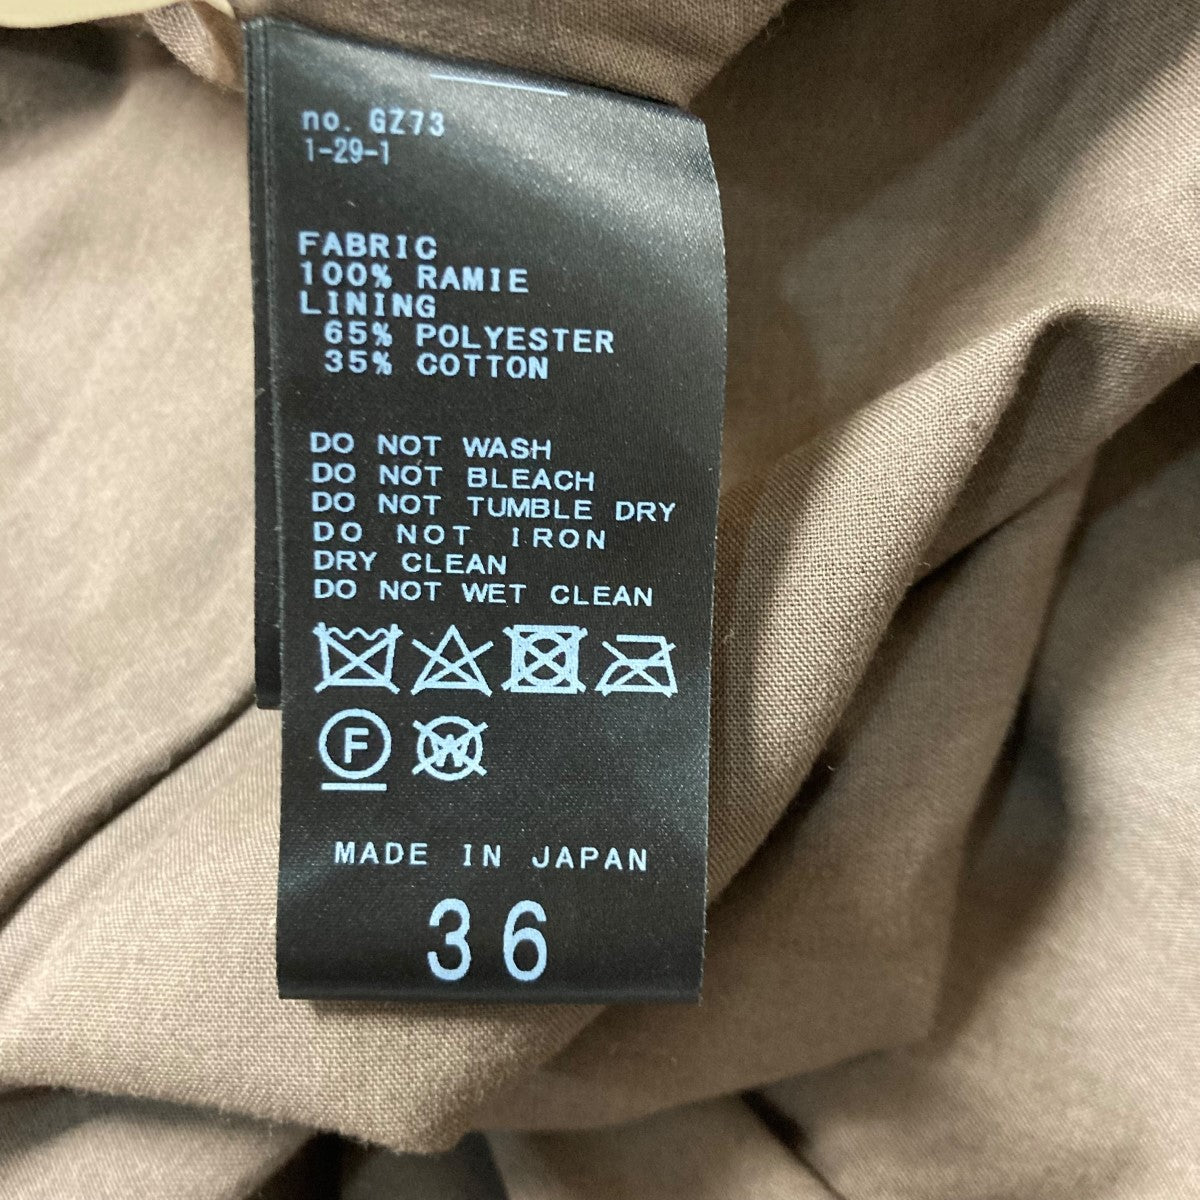 no. GZ73
1-29-1
FABRIC
100% RAMIE
LINING
65% POLYESTER
35% COTTON
DO NOT WASH
DO NOT BLEACH
DO NOT TUMBLE DRY
DO NOT IRON
DRY CLEAN
DO NOT WET CLEAN
F W
MADE IN JAPAN
36